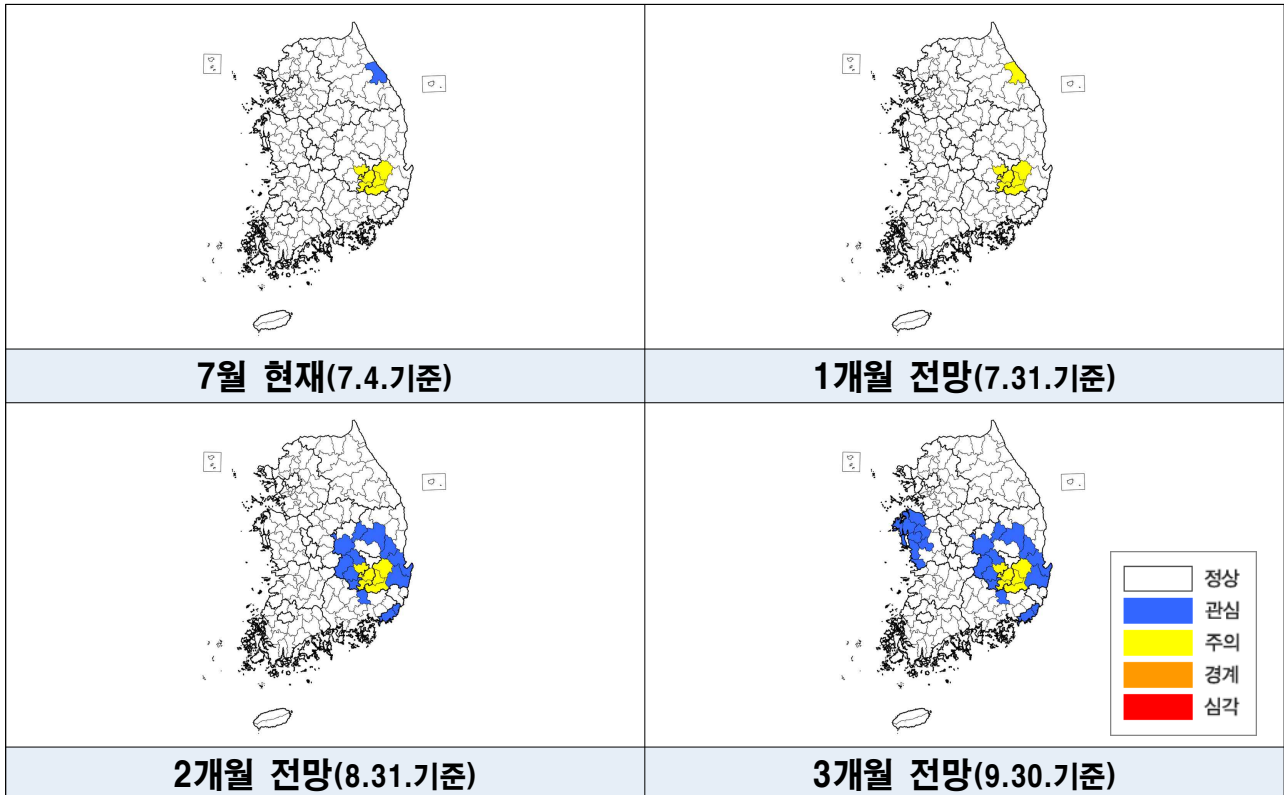 7월 현재(7.4.기준)
1개월 전망(7.31.기준)
정상
관심
주의
경계
심각
2개월 전망(8.31.기준)
3개월 전망(9.30.기준)